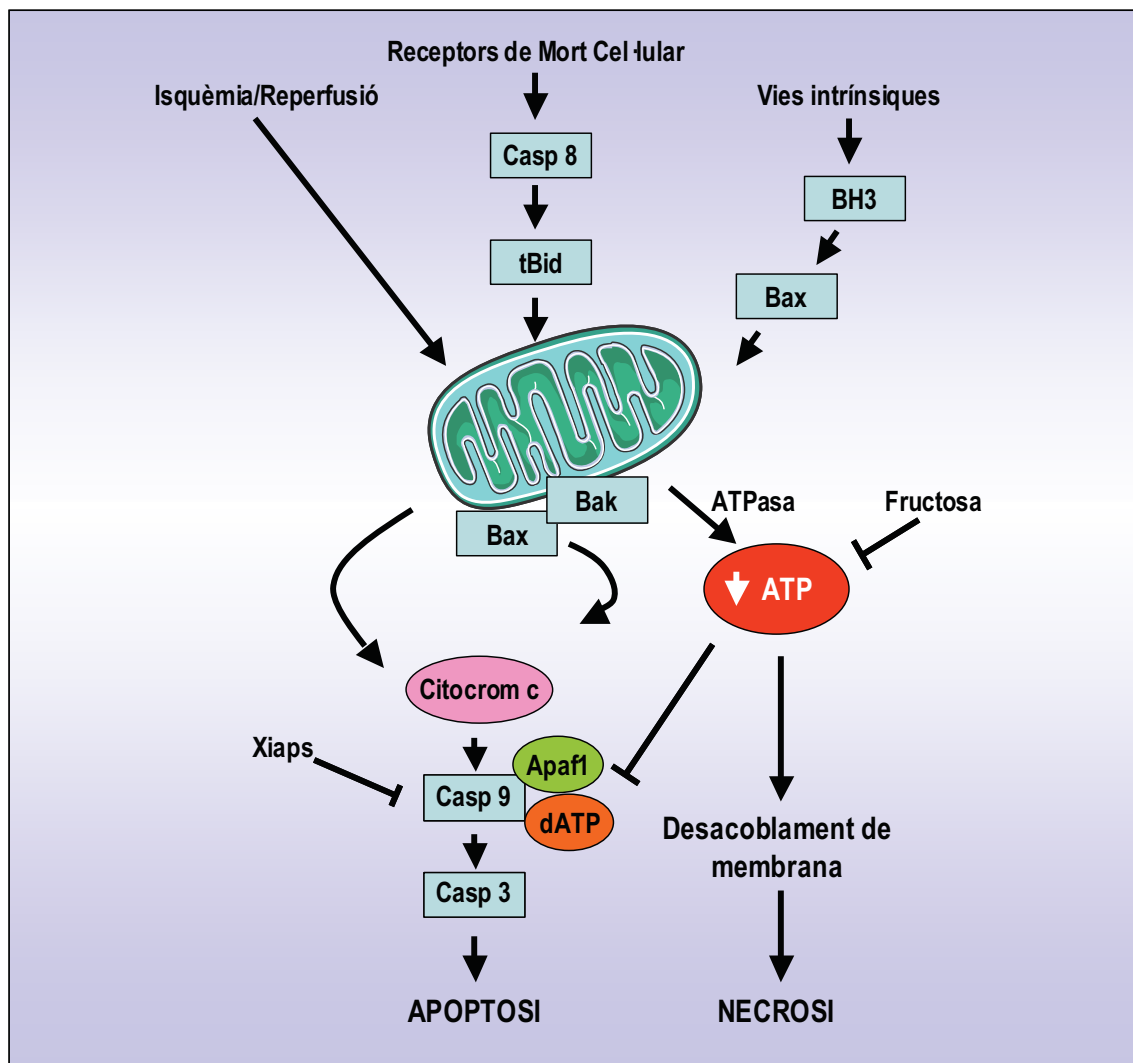 Receptors de Mort Cel·lular
Isquèmia/Reperfusió
Vies intrínsiques
Casp 8
BH3
tBid
Bax
Bak
Bax
ATPasa
Fructosa
ATP
Citocrom c
Xiaps
Apaf1
Casp 9
dATP
Desacoblament de
membrana
Casp 3
APOPTOSI
NECROSI